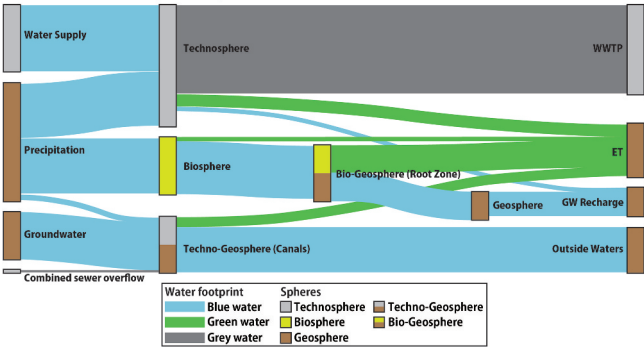 Water Supply
Technosphere
WWTP
Precipitation
Biosphere
Bio-Geosphere (Root Zone)
ET
Geosphere
GW Recharge
Groundwater
Techno-Geosphere (Canals)
Outside Waters
Combined sewer overflow
Water footprint
Spheres
Blue water
Technosphere
Techno-Geosphere
Green water
Biosphere
Bio-Geosphere
Grey water
Geosphere